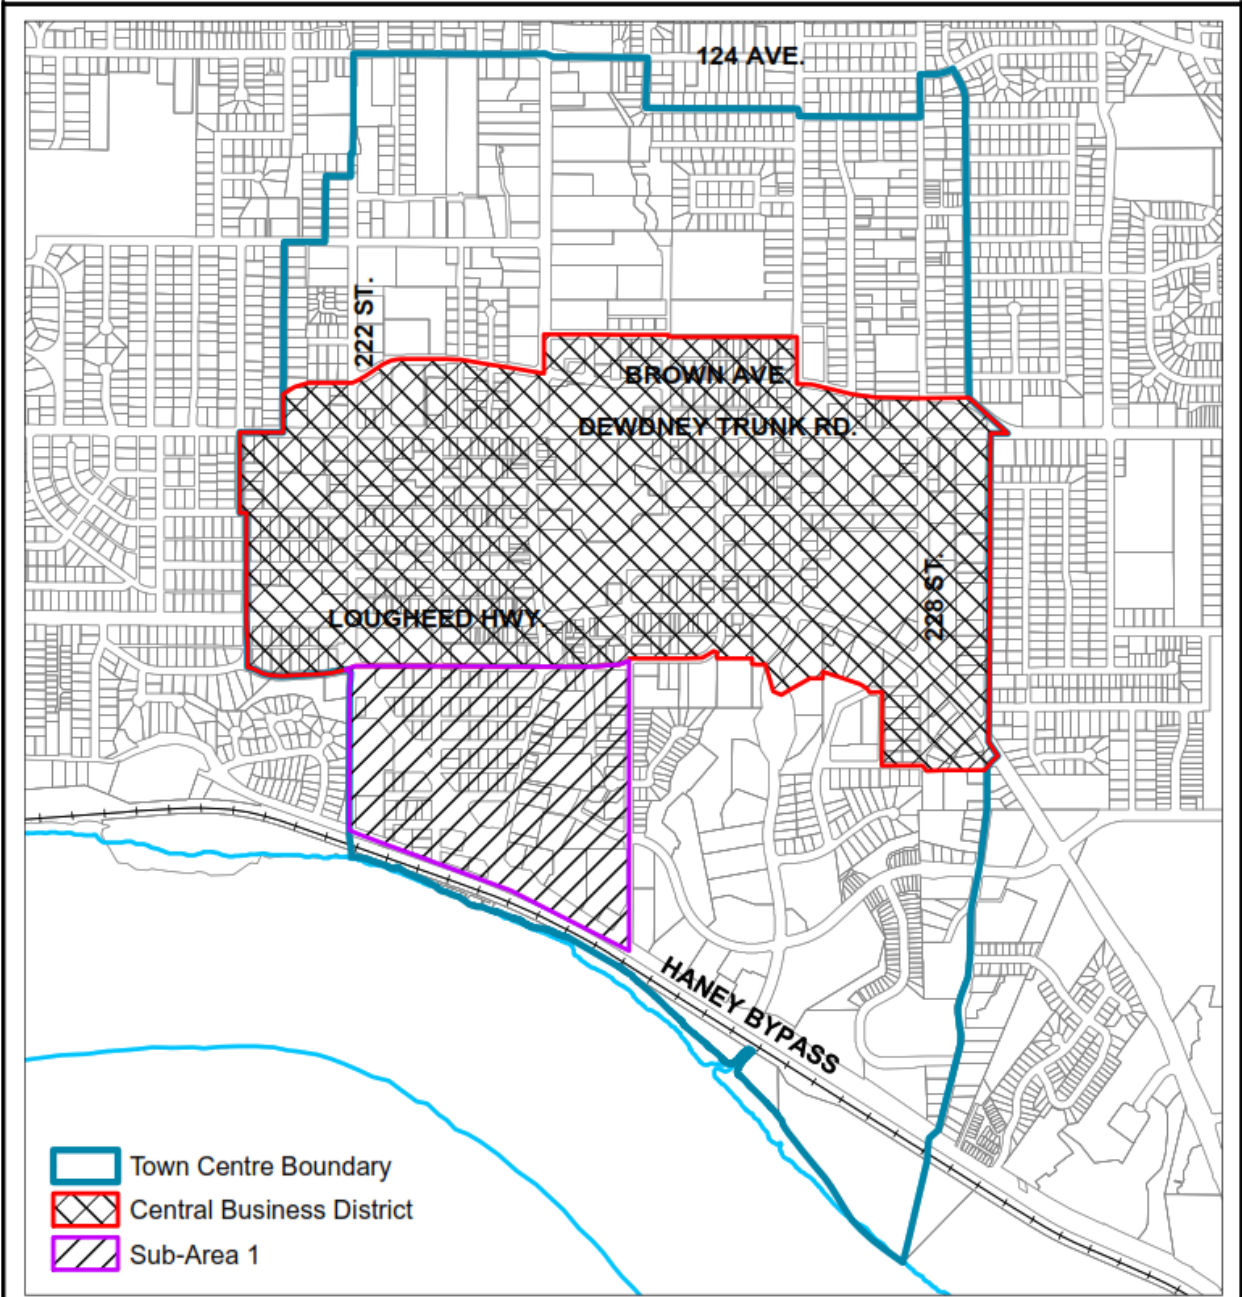 124 AVE.
222 ST.
BROWN AVE
DEWDNEY TRUNK RD.
228 ST.
LOUGHEED HWY
HANEY BYPASS
Town Centre Boundary
Central Business District
Sub-Area 1